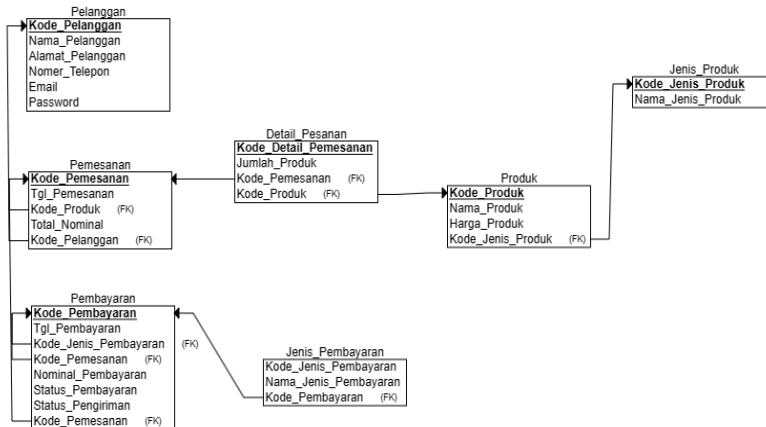 Pelanggan
Kode_Pelanggan
Nama_Pelanggan
Alamat_Pelanggan
Nomer_Telepon
Email
Password
Jenis_Produk
Kode_Jenis_Produk
Nama_Jenis_Produk
Detail_Pesanan
Kode_Detail_Pemesanan
Jumlah_Produk
Kode_Pemesanan (FK)
Kode_Produk (FK)
Pemesanan
Kode_Pemesanan
Tgl_Pemesanan
Kode_Produk (FK)
Total_Nominal
Kode_Pelanggan (FK)
Produk
Kode_Produk
Nama_Produk
Harga_Produk
Kode_Jenis_Produk (FK)
Pembayaran
Kode_Pembayaran
Tgl_Pembayaran
Kode_Jenis_Pembayaran (FK)
Kode_Pemesanan (FK)
Nominal_Pembayaran
Status_Pembayaran
Status_Pengiriman
Kode_Pemesanan (FK)
Jenis_Pembayaran
Kode_Jenis_Pembayaran
Nama_Jenis_Pembayaran
Kode_Pembayaran (FK)